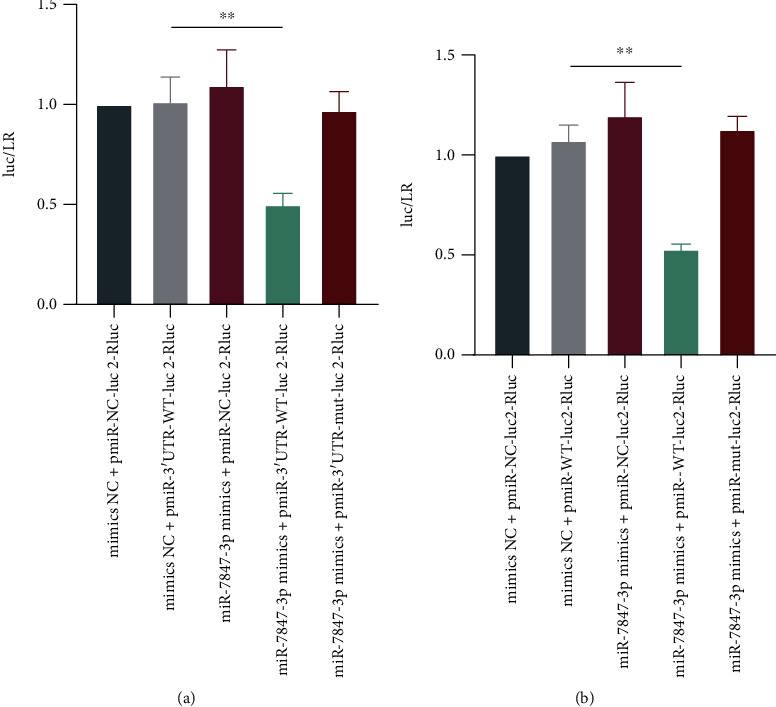 **
1.5
1.0
0.5
0.0
luc/LR
mimics NC + pmiR-NC-luc 2-Rluc
mimics NC + pmiR-3′UTR-WT-luc 2-Rluc
miR-7847-3p mimics + pmiR-NC-luc 2-Rluc
miR-7847-3p mimics + pmiR-3′UTR-WT-luc 2-Rluc
miR-7847-3p mimics + pmiR-3′UTR-mut-luc 2-Rluc
(a)
**
1.5
1.0
0.5
0.0
luc/LR
mimics NC + pmiR-NC-luc2-Rluc
mimics NC + pmiR-WT-luc2-Rluc
miR-7847-3p mimics + pmiR-NC-luc2-Rluc
miR-7847-3p mimics + pmiR--WT-luc2-Rluc
miR-7847-3p mimics + pmiR-mut-luc2-Rluc
(b)